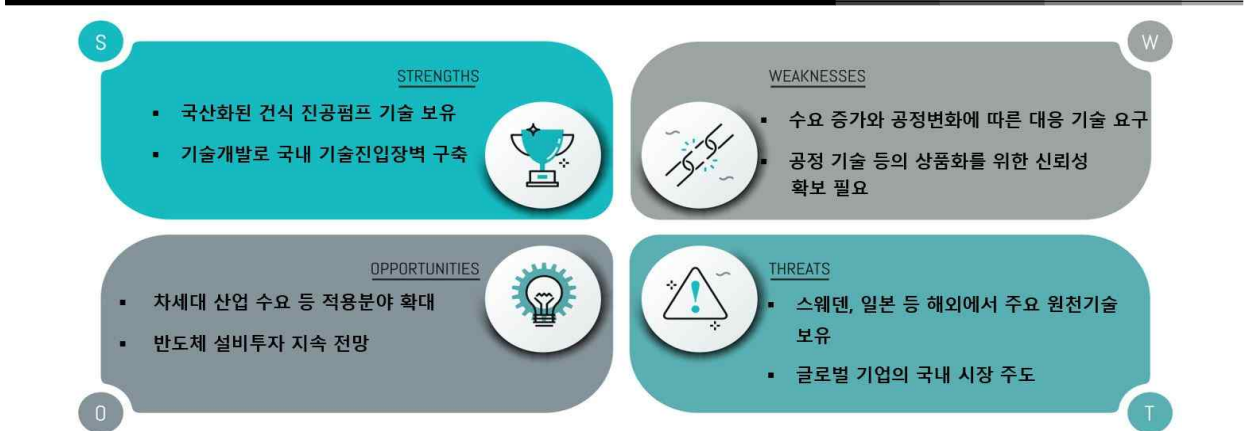 S
STRENGTHS
▪ 국산화된 건식 진공펌프 기술 보유
▪ 기술개발로 국내 기술진입장벽 구축
W
WEAKNESSES
▪ 수요 증가와 공정변화에 따른 대응 기술 요구
▪ 공정 기술 등의 상품화를 위한 신뢰성
확보 필요
O
OPPORTUNITIES
▪ 차세대 산업 수요 등 적용분야 확대
▪ 반도체 설비투자 지속 전망
T
THREATS
▪ 스웨덴, 일본 등 해외에서 주요 원천기술
보유
▪ 글로벌 기업의 국내 시장 주도